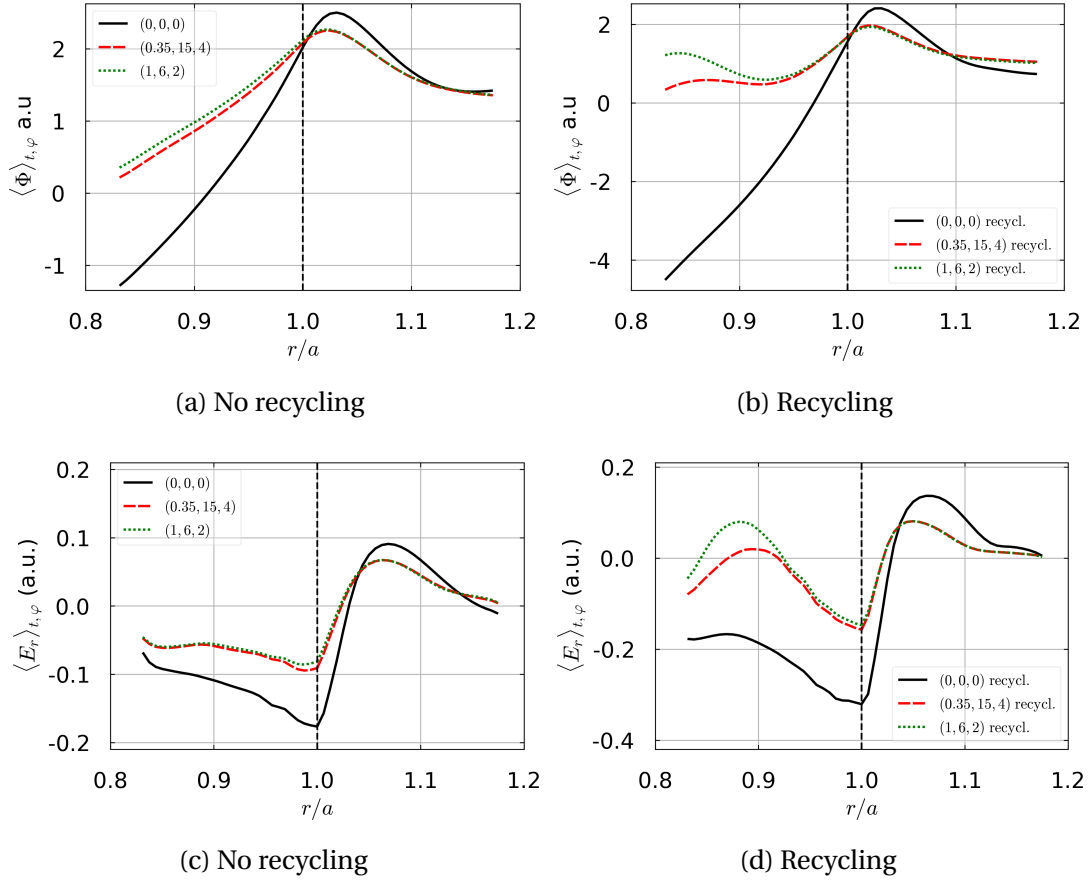 ⟨Φ⟩t,φ a.u
2
1
0
-1
(0, 0, 0)
(0.35, 15, 4)
(1, 6, 2)
0.8 0.9 1.0 1.1 1.2
r/a
(a) No recycling
⟨Φ⟩t,φ a.u
2
0
-2
-4
(0, 0, 0) recycl.
(0.35, 15, 4) recycl.
(1, 6, 2) recycl.
0.8 0.9 1.0 1.1 1.2
r/a
(b) Recycling
⟨Er⟩t,φ (a.u.)
0.2
0.1
0.0
-0.1
-0.2
(0, 0, 0)
(0.35, 15, 4)
(1, 6, 2)
0.8 0.9 1.0 1.1 1.2
r/a
(c) No recycling
⟨Er⟩t,φ (a.u.)
0.2
0.0
-0.2
-0.4
(0, 0, 0) recycl.
(0.35, 15, 4) recycl.
(1, 6, 2) recycl.
0.8 0.9 1.0 1.1 1.2
r/a
(d) Recycling